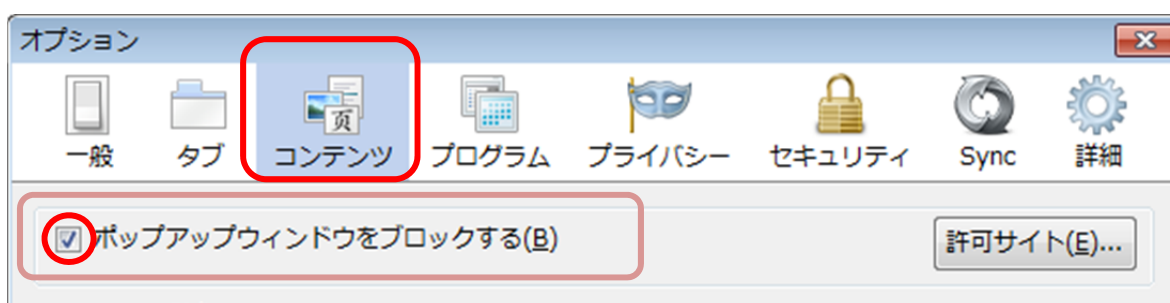 オプション
页
一般 タブ コンテンツ プログラム プライバシー セキュリティ Sync 詳細
ポップアップウィンドウをブロックする(B) 許可サイト(E)...